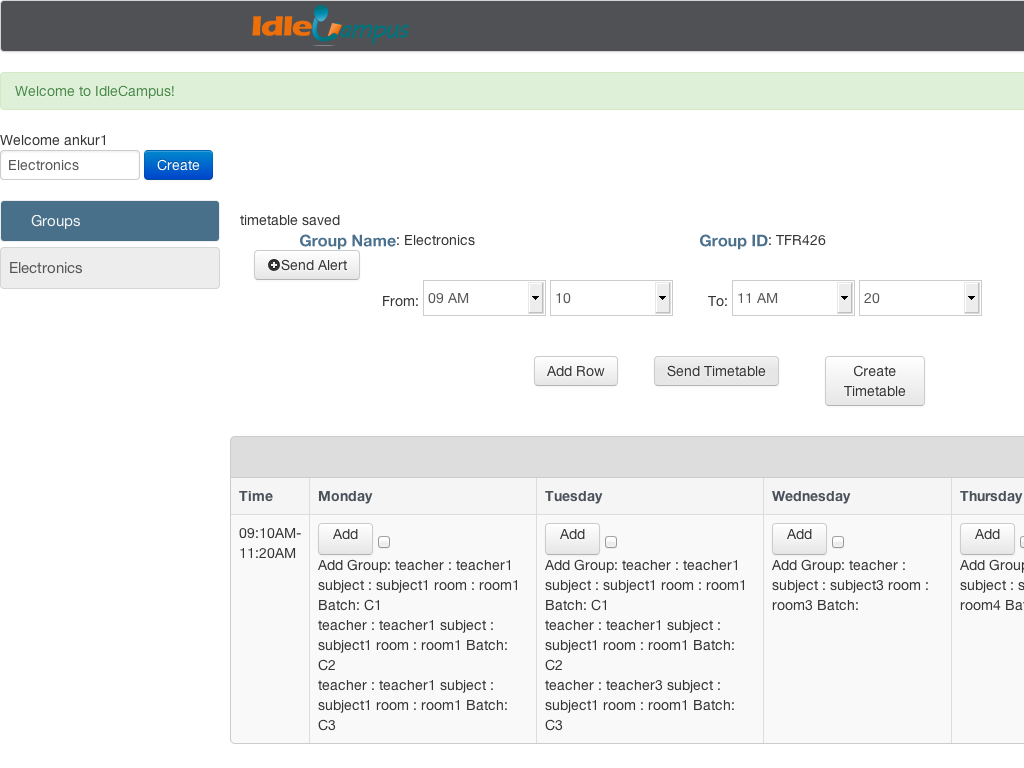 IdleCampus
Welcome to IdleCampus!
Welcome ankur1
Electronics
Create
Groups
Electronics
timetable saved
Group Name: Electronics
Group ID: TFR426
Send Alert
From: 09 AM 10 To: 11 AM 20
Add Row
Send Timetable
Create
Timetable
Time Monday Tuesday Wednesday Thursday
09:10AM-
11:20AM
Add
Add Group: teacher : teacher1
subject : subject1 room : room1
Batch: C1
teacher : teacher1 subject :
subject1 room : room1 Batch:
C2
teacher : teacher1 subject :
subject1 room : room1 Batch:
C3
Add
Add Group: teacher : teacher1
subject : subject1 room : room1
Batch: C1
teacher : teacher1 subject :
subject1 room : room1 Batch:
C2
teacher : teacher3 subject :
subject1 room : room1 Batch:
C3
Add
Add Group: teacher :
subject : subject3 room :
room3 Batch:
Add
Add Group
subject : s
room4 Ba